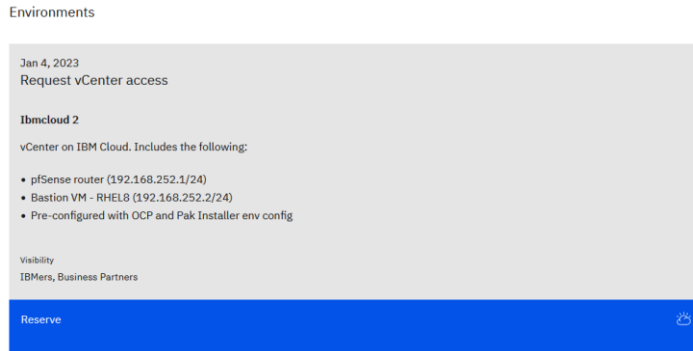 Environments
Jan 4, 2023
Request vCenter access
Ibmcloud 2
vCenter on IBM Cloud. Includes the following:
• pfSense router (192.168.252.1/24)
• Bastion VM - RHEL8 (192.168.252.2/24)
• Pre-configured with OCP and Pak Installer env config
Visibility
IBMers, Business Partners
Reserve